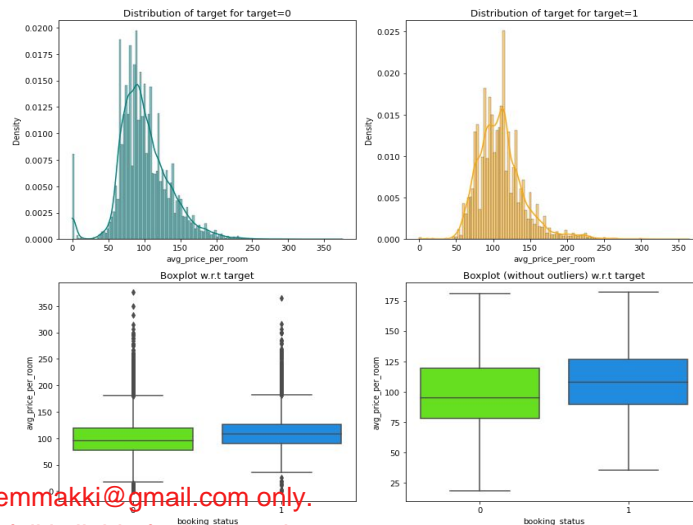 Distribution of target for target=0
Distribution of target for target=1
0.020
0.0175
0.0150
0.0125
0.0100
0.0075
0.0050
0.0025
0.0000
Density
0 50 100 150 200 250 300 350
avg_price_per_room
0.025
0.020
0.015
0.010
0.005
0.000
Density
0 50 100 150 200 250 300 350
avg_price_per_room
Boxplot w.r.t target
Boxplot (without outliers) w.r.t target
350
300
250
200
150
100
50
0
avg_price_per_room
0 1
booking_status
175
150
125
100
75
50
25
avg_price_per_room
0 1
booking_status
emmakki@gmail.com only.